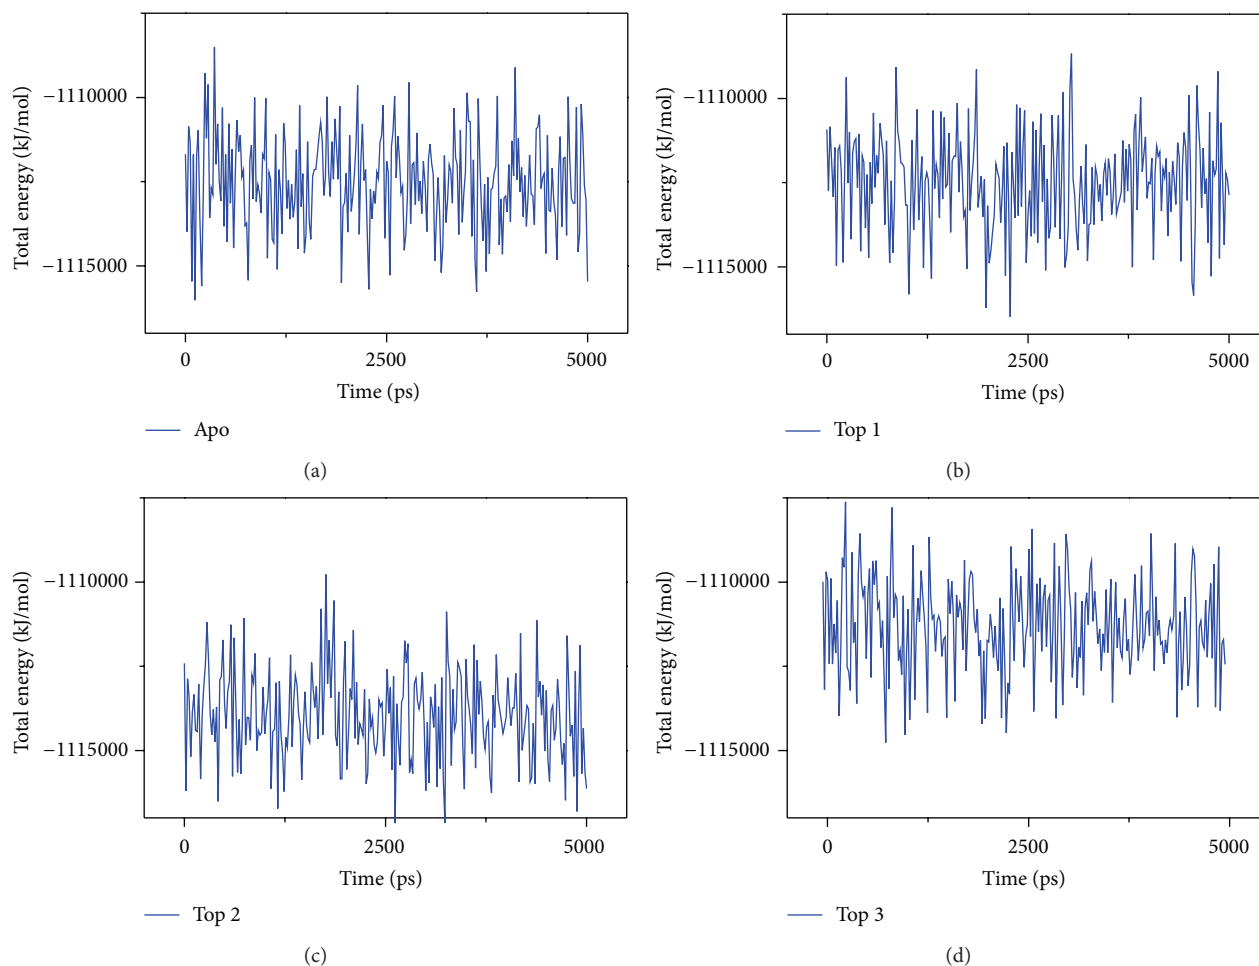 Total energy (kJ/mol)
−1110000
−1115000
0
2500
5000
Time (ps)
Apo
(a)
Total energy (kJ/mol)
−1110000
−1115000
0
2500
5000
Time (ps)
Top 1
(b)
Total energy (kJ/mol)
−1110000
−1115000
0
2500
5000
Time (ps)
Top 2
(c)
Total energy (kJ/mol)
−1110000
−1115000
0
2500
5000
Time (ps)
Top 3
(d)